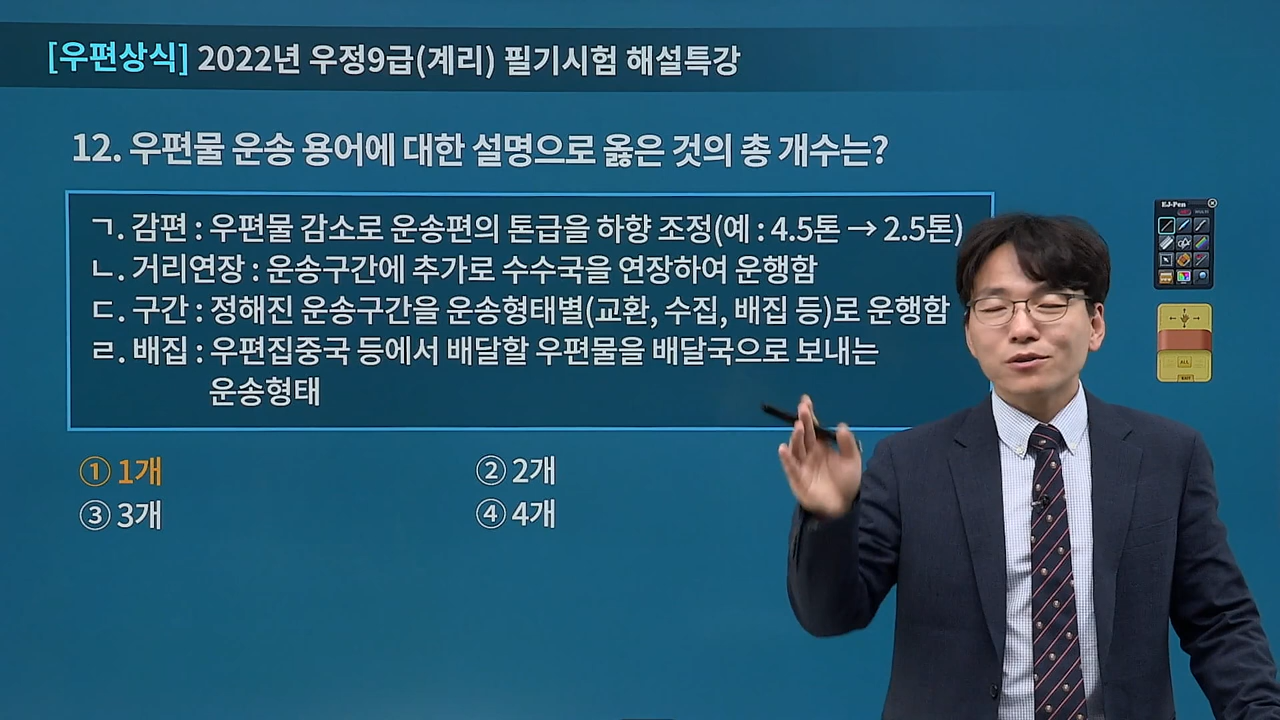 [우편상식] 2022년 우정9급(계리) 필기시험 해설특강
12. 우편물 운송 용어에 대한 설명으로 옳은 것의 총 개수는?
ㄱ. 감편 : 우편물 감소로 운송편의 톤급을 하향 조정(예 : 4.5톤 → 2.5톤)
ㄴ. 거리연장 : 운송구간에 추가로 수수국을 연장하여 운행함
ㄷ. 구간 : 정해진 운송구간을 운송형태별(교환, 수집, 배집 등)로 운행함
ㄹ. 배집 : 우편집중국 등에서 배달할 우편물을 배달국으로 보내는
운송형태
① 1개
② 2개
③ 3개
④ 4개
EJ-Pen
ALL
EXIT